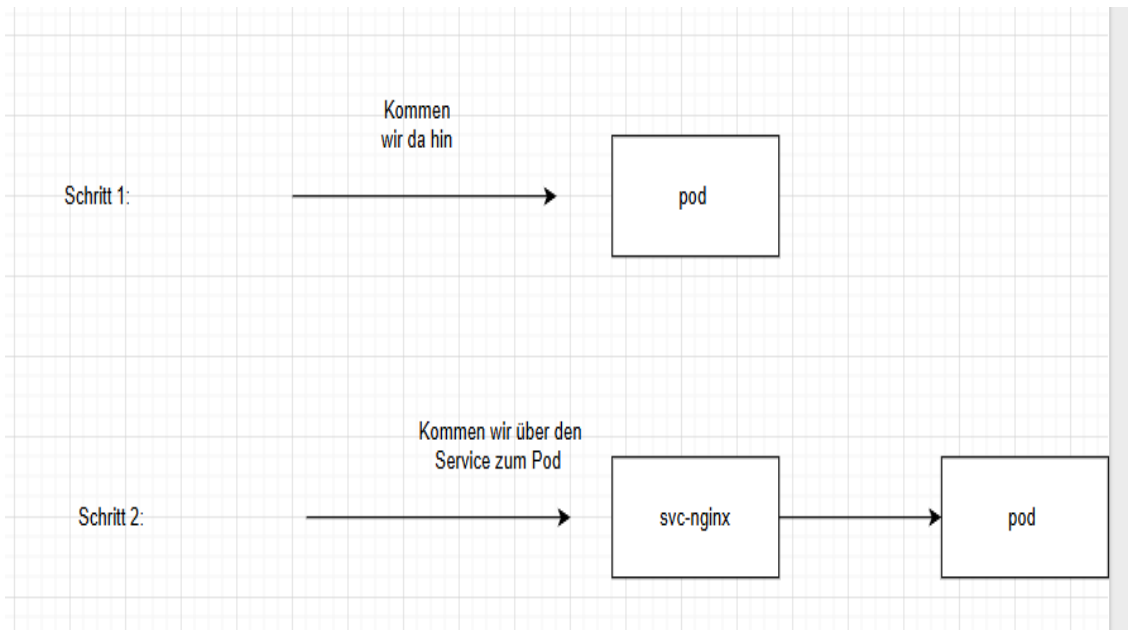 Kommen
wir da hin
Schritt 1:
pod
Kommen wir über den
Service zum Pod
Schritt 2:
svc-nginx
pod